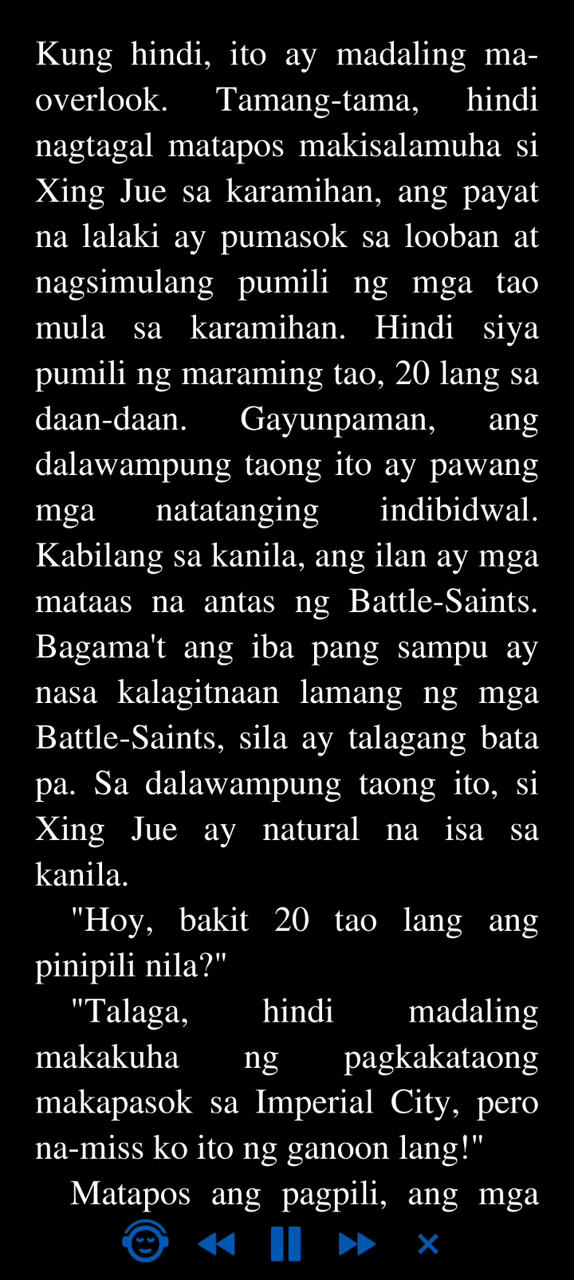 Kung hindi, ito ay madaling ma-
overlook. Tamang-tama, hindi
nagtagal matapos makisalamuha si
Xing Jue sa karamihan, ang payat
na lalaki ay pumasok sa looban at
nagsimulang pumili ng mga tao
mula sa karamihan. Hindi siya
pumili ng maraming tao, 20 lang sa
daan-daan. Gayunpaman, ang
dalawampung taong ito ay pawang
mga natatanging indibidwal.
Kabilang sa kanila, ang ilan ay mga
mataas na antas ng Battle-Saints.
Bagama't ang iba pang sampu ay
nasa kalagitnaan lamang ng mga
Battle-Saints, sila ay talagang bata
pa. Sa dalawampung taong ito, si
Xing Jue ay natural na isa sa
kanila.
"Hoy, bakit 20 tao lang ang
pinipili nila?"
"Talaga, hindi madaling
makakuha ng pagkakataong
makapasok sa Imperial City, pero
na-miss ko ito ng ganoon lang!"
Matapos ang pagpili, ang mga